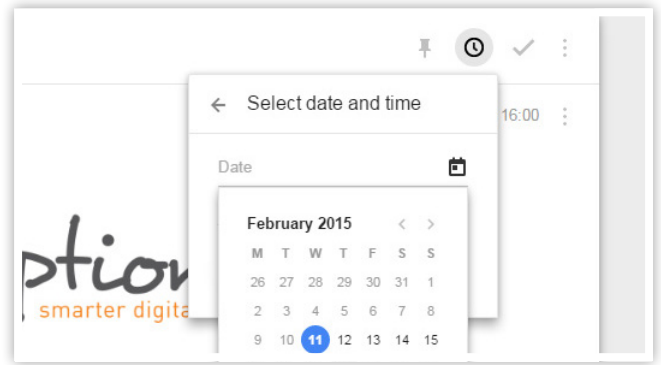 Select date and time
16:00
Date
February 2015
M T W T F S S
26 27 28 29 30 31 1
2 3 4 5 6 7 8
9 10 11 12 13 14 15
ption
smarter digita